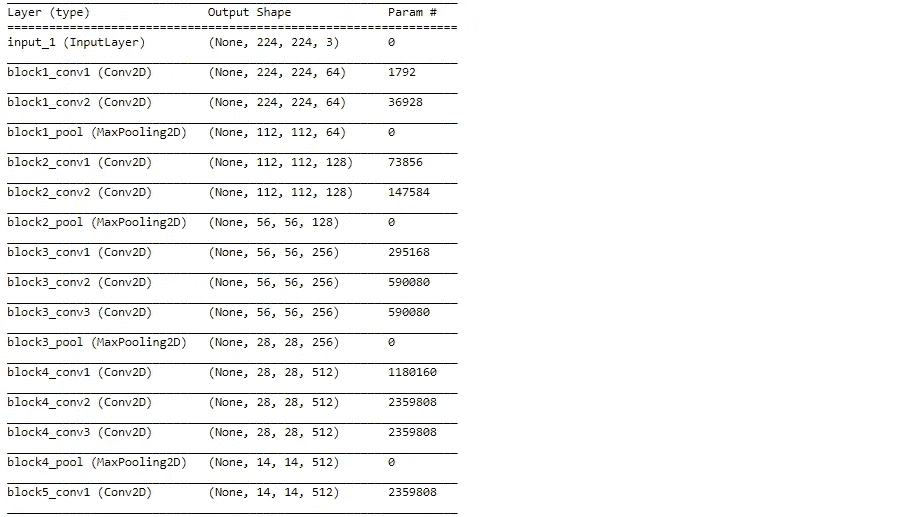 Layer (type) Output Shape Param #
=================================================================
input_1 (InputLayer) (None, 224, 224, 3) 0
block1_conv1 (Conv2D) (None, 224, 224, 64) 1792
block1_conv2 (Conv2D) (None, 224, 224, 64) 36928
block1_pool (MaxPooling2D) (None, 112, 112, 64) 0
block2_conv1 (Conv2D) (None, 112, 112, 128) 73856
block2_conv2 (Conv2D) (None, 112, 112, 128) 147584
block2_pool (MaxPooling2D) (None, 56, 56, 128) 0
block3_conv1 (Conv2D) (None, 56, 56, 256) 295168
block3_conv2 (Conv2D) (None, 56, 56, 256) 590080
block3_conv3 (Conv2D) (None, 56, 56, 256) 590080
block3_pool (MaxPooling2D) (None, 28, 28, 256) 0
block4_conv1 (Conv2D) (None, 28, 28, 512) 1180160
block4_conv2 (Conv2D) (None, 28, 28, 512) 2359808
block4_conv3 (Conv2D) (None, 28, 28, 512) 2359808
block4_pool (MaxPooling2D) (None, 14, 14, 512) 0
block5_conv1 (Conv2D) (None, 14, 14, 512) 2359808